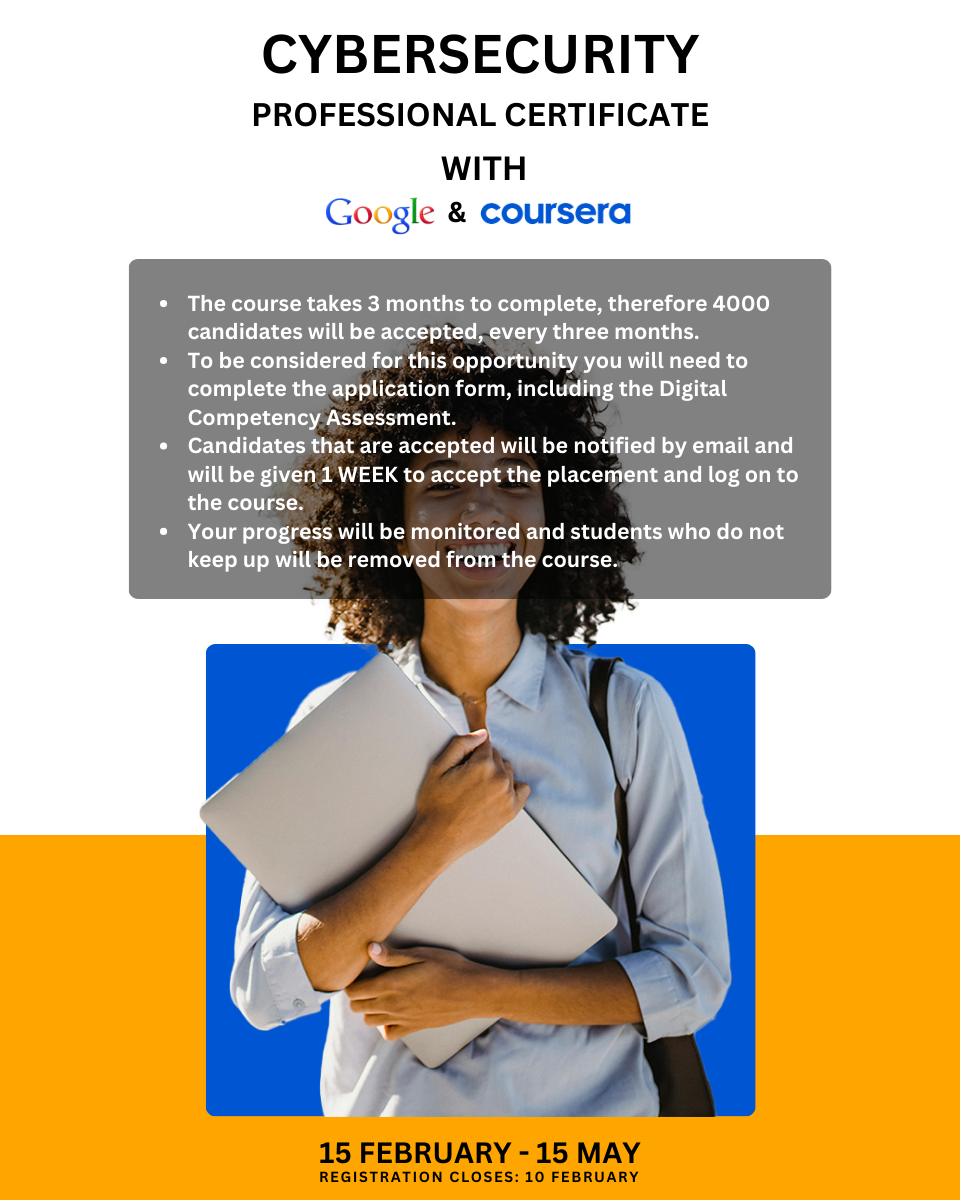 CYBERSECURITY
PROFESSIONAL CERTIFICATE
WITH
Google & coursera
• The course takes 3 months to complete, therefore 4000
candidates will be accepted, every three months.
• To be considered for this opportunity you will need to
complete the application form, including the Digital
Competency Assessment.
• Candidates that are accepted will be notified by email and
will be given 1 WEEK to accept the placement and log on to
the course.
• Your progress will be monitored and students who do not
keep up will be removed from the course.
15 FEBRUARY - 15 MAY
REGISTRATION CLOSES: 10 FEBRUARY